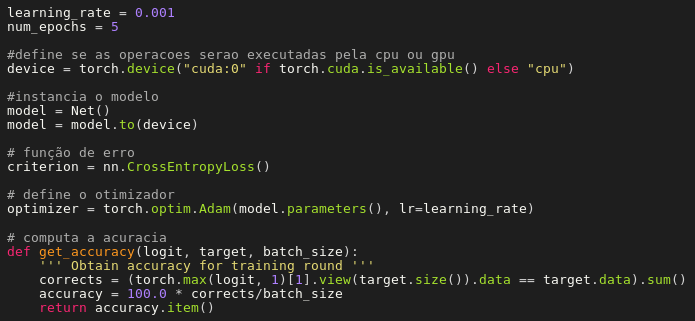 learning_rate = 0.001
num_epochs = 5
#define se as operacoes serao executadas pela cpu ou gpu
device = torch.device("cuda:0" if torch.cuda.is_available() else "cpu")
#instancia o modelo
model = Net()
model = model.to(device)
# função de erro
criterion = nn.CrossEntropyLoss()
# define o otimizador
optimizer = torch.optim.Adam(model.parameters(), lr=learning_rate)
# computa a acuracia
def get_accuracy(logit, target, batch_size):
    ''' Obtain accuracy for training round '''
    corrects = (torch.max(logit, 1)[1].view(target.size()).data == target.data).sum()
    accuracy = 100.0 * corrects/batch_size
    return accuracy.item()